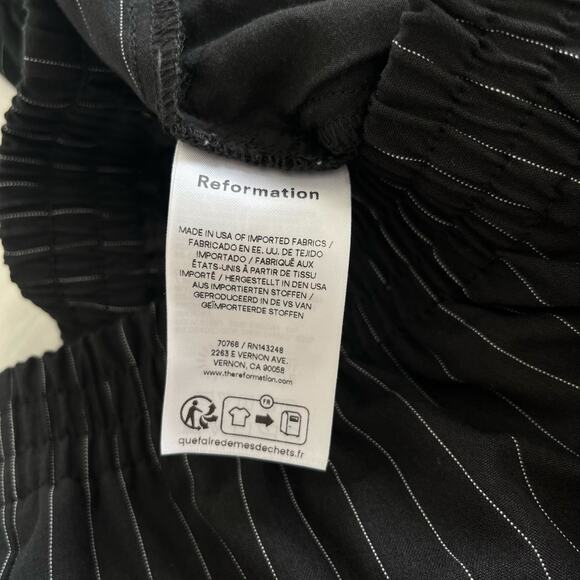 Reformation
MADE IN USA OF IMPORTED FABRICS /
FABRICADO EN EE. UU. DE TEJIDO
IMPORTADO / FABRIQUÉ AUX
ÉTATS-UNIS À PARTIR DE TISSU
IMPORTÉ / HERGESTELLT IN DEN USA
AUS IMPORTIERTEN STOFFEN /
GEPRODUCEERD IN DE VS VAN
GEÏMPORTEERDE STOFFEN
70768 / RN143248
2263 E VERNON AVE.
VERNON, CA 90058
www.thereformation.com
FR
quefairedemesdechets.fr